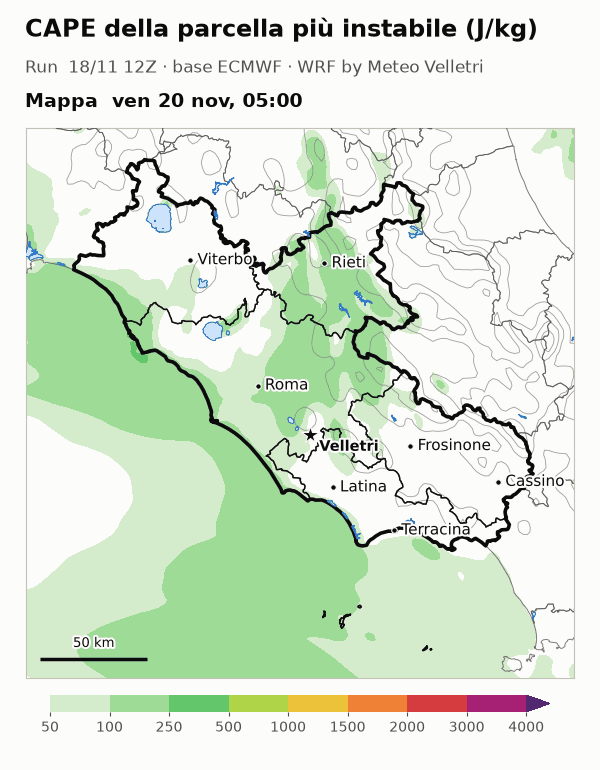 CAPE della parcella più instabile (J/kg)
Run  18/11 12Z · base ECMWF · WRF by Meteo Velletri
Mappa  ven 20 nov, 05:00
Viterbo
Rieti
Roma
Velletri
Frosinone
Cassino
Latina
Terracina
50 km
50 100 250 500 1000 1500 2000 3000 4000